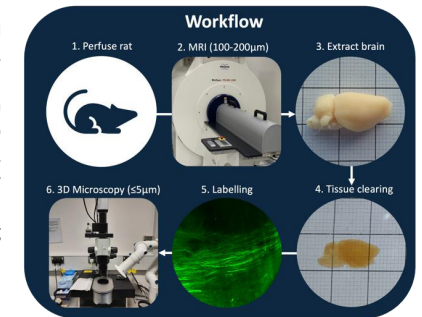 Workflow
1. Perfuse rat
2. MRI (100-200µm)
3. Extract brain
6. 3D Microscopy (≤5µm)
5. Labelling
4. Tissue clearing